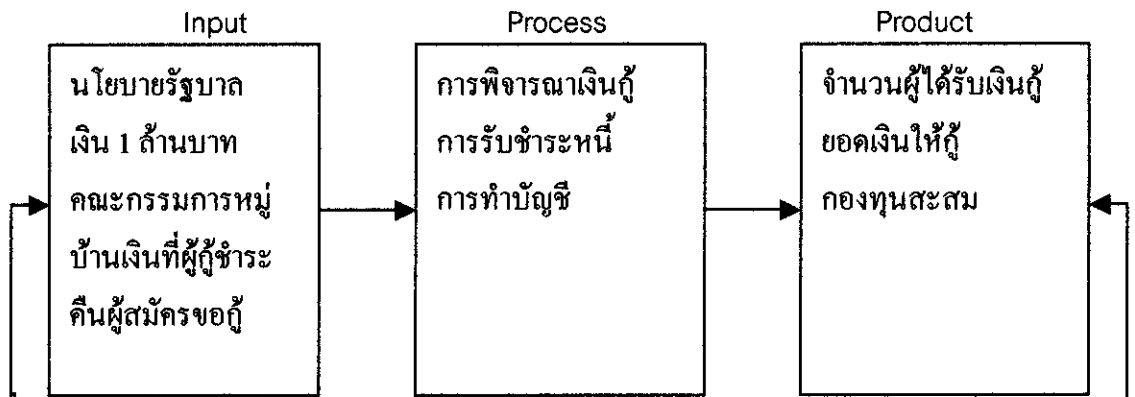 Input Process Product
นโยบายรัฐบาล
เงิน 1 ล้านบาท
คณะกรรมการหมู่
บ้านเงินที่ผู้กู้ชำระ
คืนผู้สมัครขอกู้
การพิจารณาเงินกู้
การรับชำระหนี้
การทำบัญชี
จำนวนผู้ได้รับเงินกู้
ยอดเงินให้กู้
กองทุนสะสม